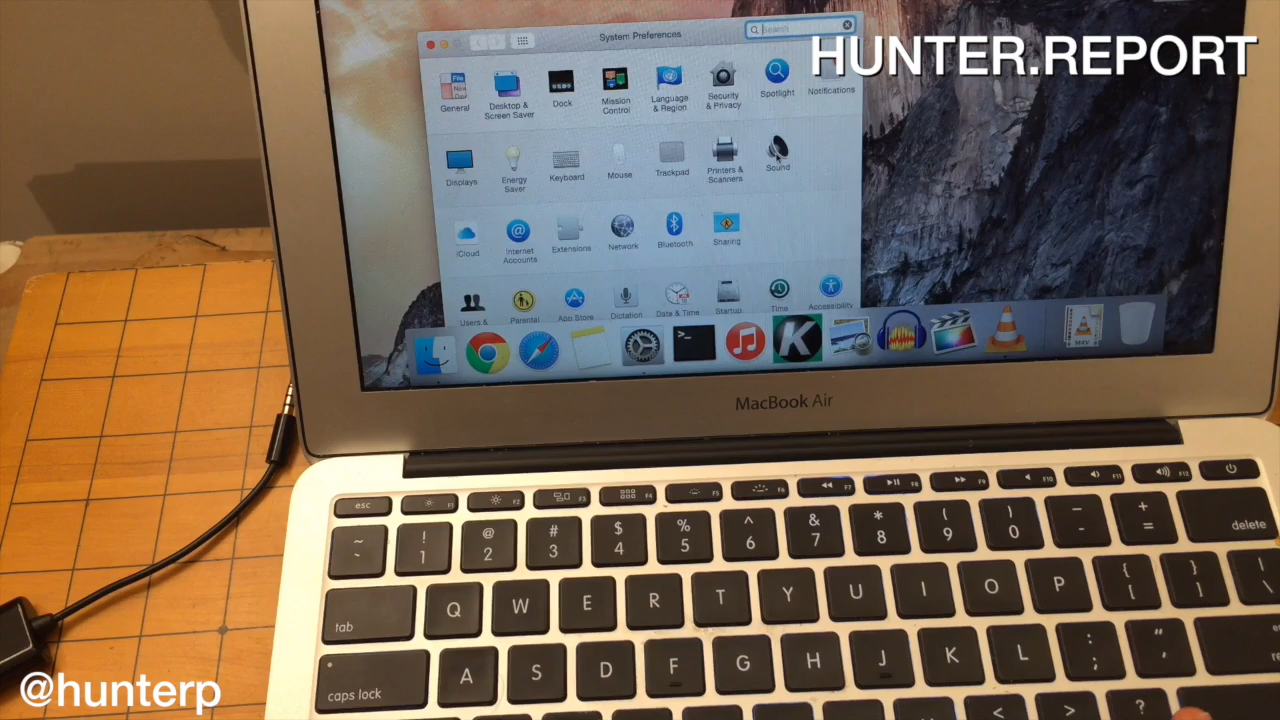 System Preferences
Search
HUNTER.REPORT
General
Desktop &
Screen Saver
Dock
Mission
Control
Language
& Region
Security
& Privacy
Spotlight
Notifications
Displays
Energy
Saver
Keyboard
Mouse
Trackpad
Printers &
Scanners
Sound
iCloud
Internet
Accounts
Extensions
Network
Bluetooth
Sharing
Users &
Parental
App Store
Dictation
Date & Time
Startup
Time
Accessibility
MacBook Air
esc F1 F2 F3 F4 F5 F6 F7 F8 F9 F10 F11 F12
~ ! @ # $ % ^ & * ( ) - +
` 1 2 3 4 5 6 7 8 9 0 - = delete
tab Q W E R T Y U I O P { [ } ] | \
caps lock A S D F G H J K L : ; "
< > ?
@hunterp